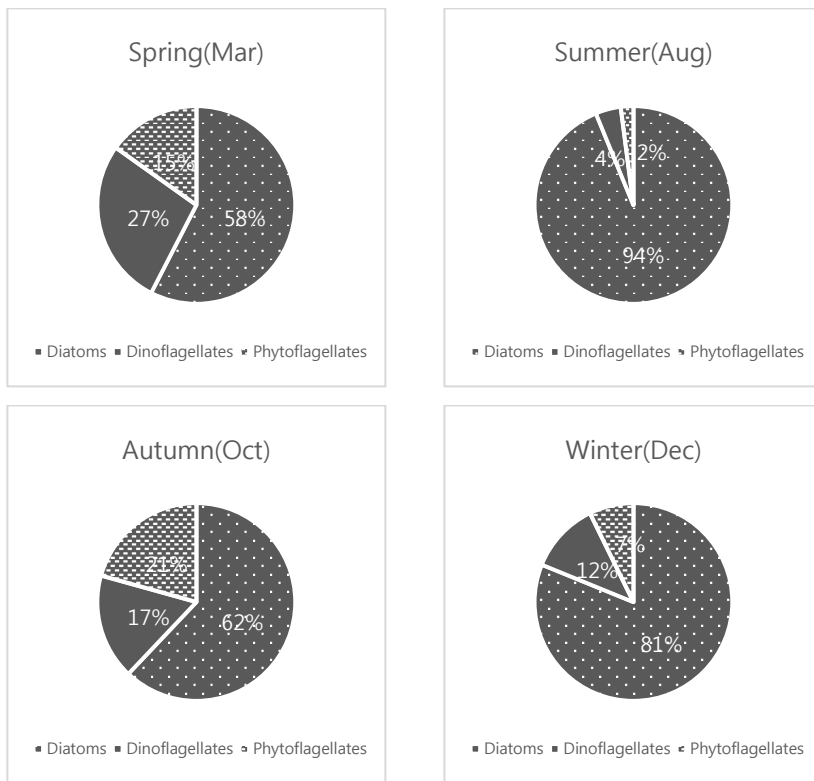 Spring(Mar)
15%
27%
58%
Diatoms Dinoflagellates Phytoflagellates
Summer(Aug)
4%
2%
94%
Diatoms Dinoflagellates Phytoflagellates
Autumn(Oct)
21%
17%
62%
Diatoms Dinoflagellates Phytoflagellates
Winter(Dec)
7%
12%
81%
Diatoms Dinoflagellates Phytoflagellates